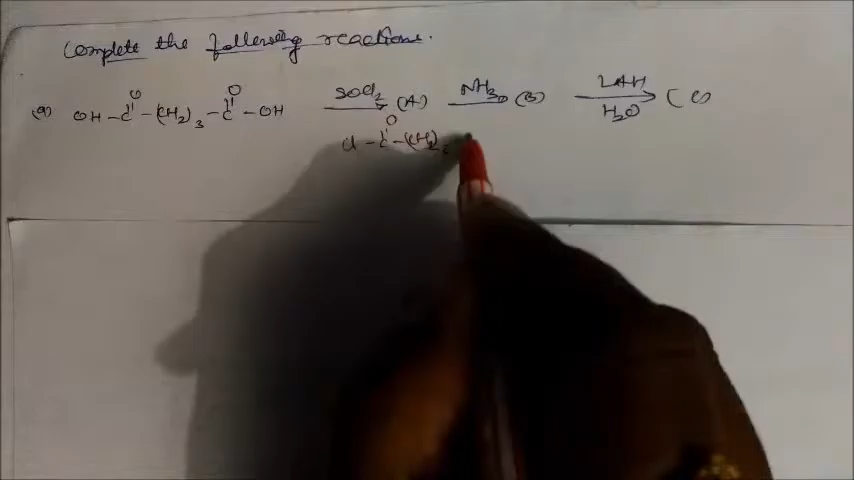 Complete the following reactions.
(a) OH-C(=O)-(CH2)3-C(=O)-OH SOCl2 → (A) NH3 → (B) LAH / H2O → (C)
Cl-C(=O)-(CH2)